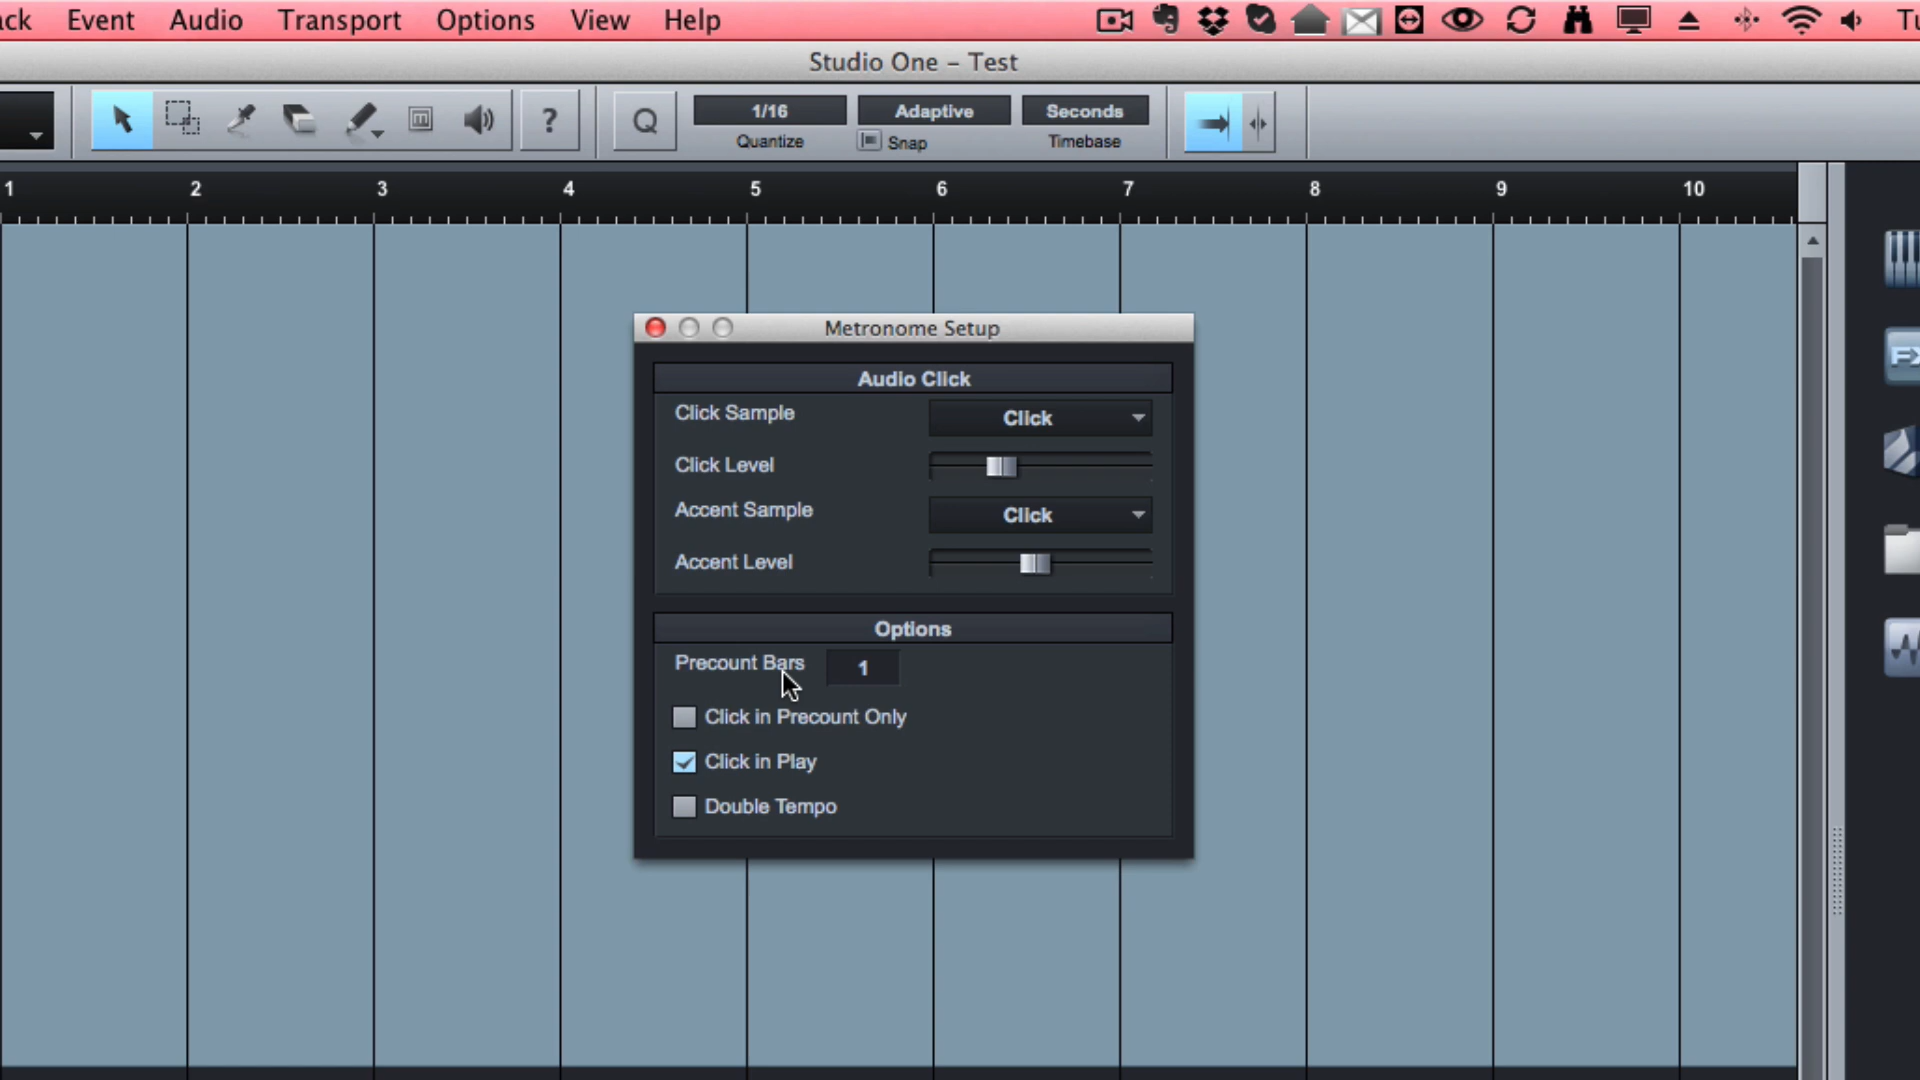 ck Event Audio Transport Options View Help Tu
Studio One – Test
? Q 1/16 Adaptive Seconds
Quantize Snap Timebase
1 2 3 4 5 6 7 8 9 10
Metronome Setup
Audio Click
Click Sample Click
Click Level
Accent Sample Click
Accent Level
Options
Precount Bars 1
Click in Precount Only
Click in Play
Double Tempo
FX